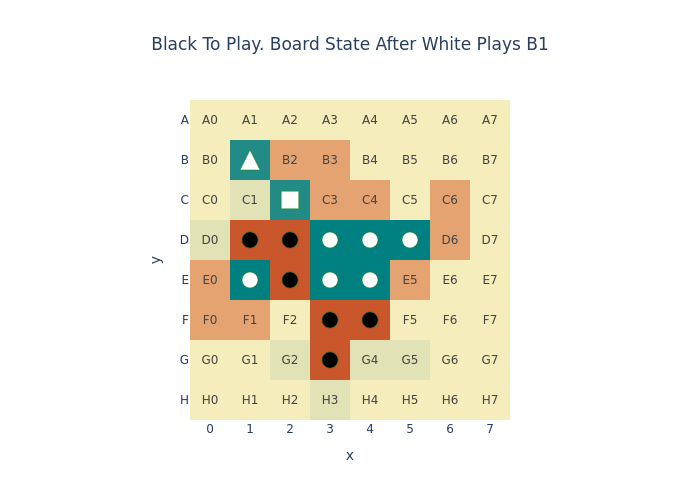 Black To Play. Board State After White Plays B1
A A0 A1 A2 A3 A4 A5 A6 A7
B B0 B2 B3 B4 B5 B6 B7
C C0 C1 C3 C4 C5 C6 C7
D D0 D6 D7
E E0 E5 E6 E7
F F0 F1 F2 F5 F6 F7
G G0 G1 G2 G4 G5 G6 G7
H H0 H1 H2 H3 H4 H5 H6 H7
0 1 2 3 4 5 6 7
x
y